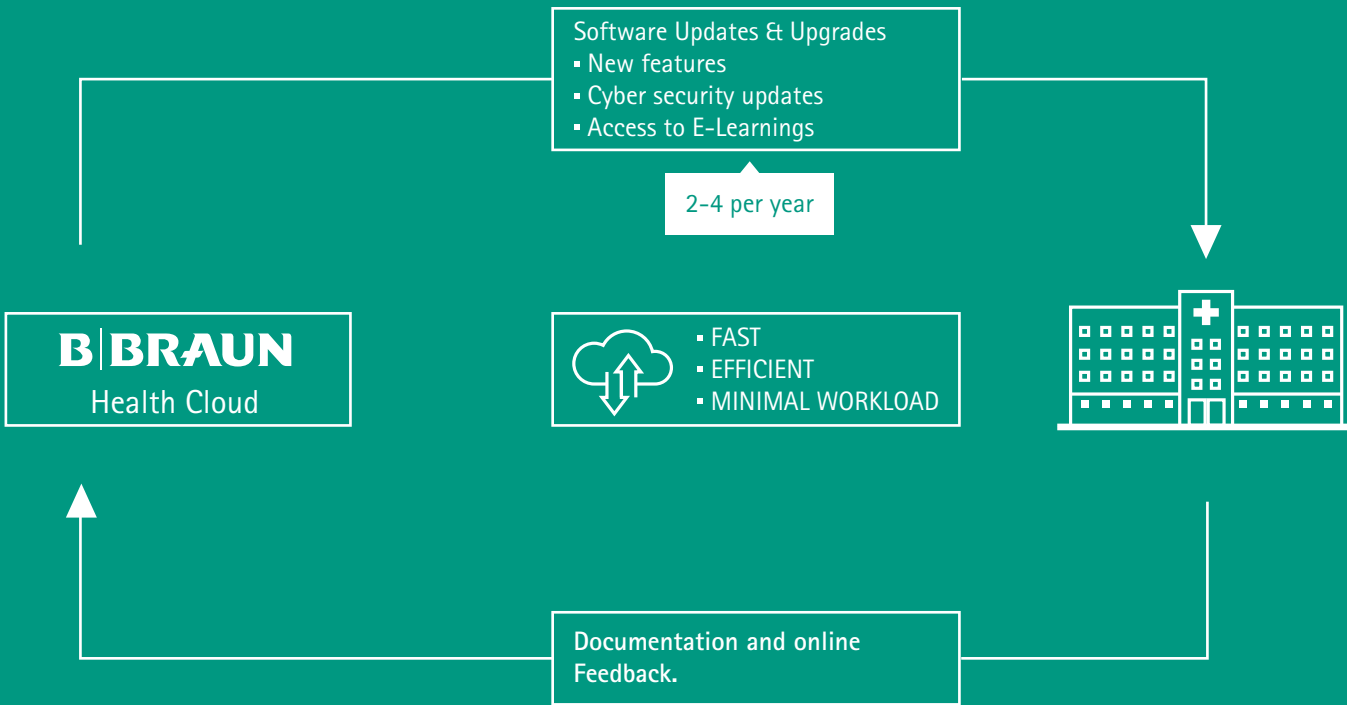 Software Updates & Upgrades
▪ New features
▪ Cyber security updates
▪ Access to E-Learnings
2-4 per year
B|BRAUN
Health Cloud
▪ FAST
▪ EFFICIENT
▪ MINIMAL WORKLOAD
Documentation and online
Feedback.